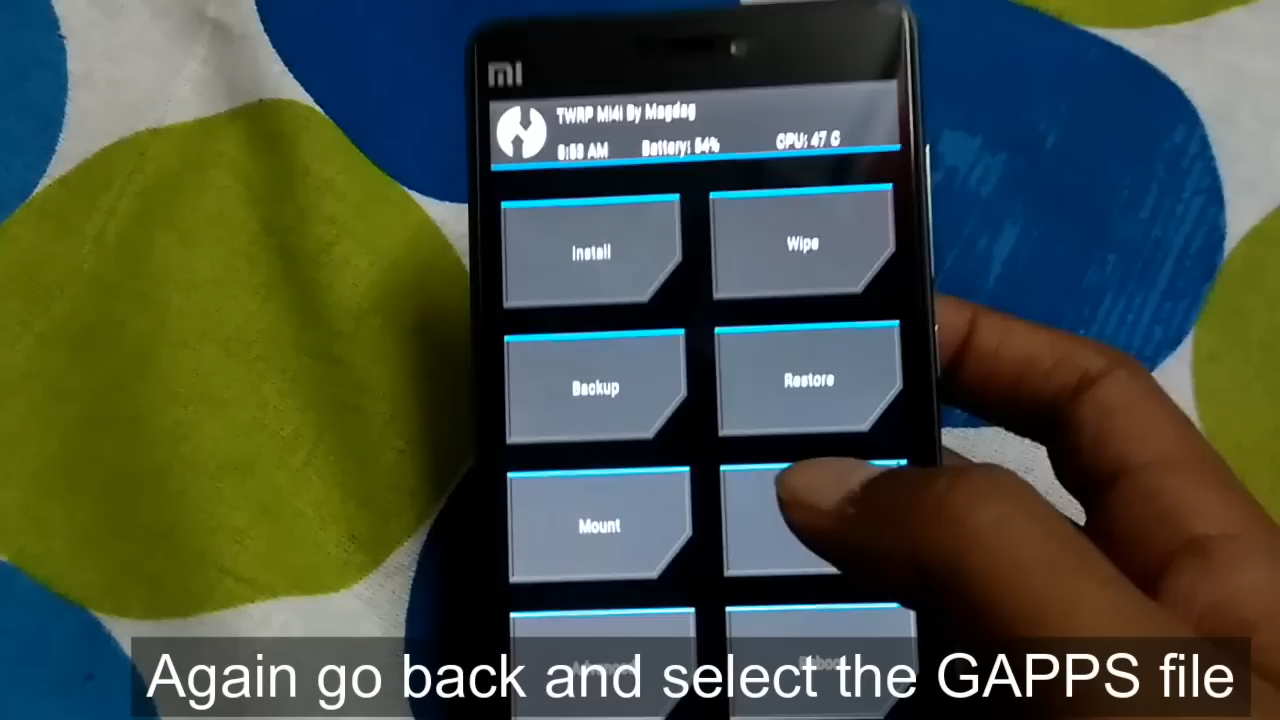 MI
TWRP Mi4i By Magdag
Battery: 54%
CPU: 47 C
Install
Wipe
Backup
Restore
Mount
Again go back and select the GAPPS file